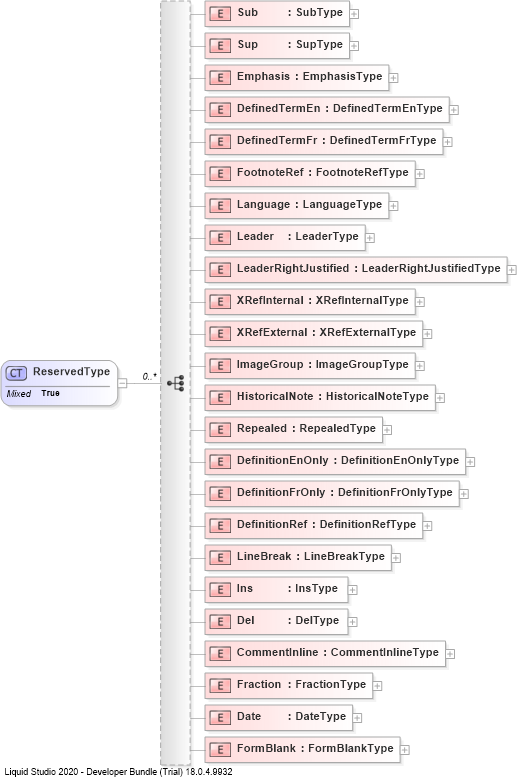 E Sub : SubType
E Sup : SupType
E Emphasis : EmphasisType
E DefinedTermEn : DefinedTermEnType
E DefinedTermFr : DefinedTermFrType
E FootnoteRef : FootnoteRefType
E Language : LanguageType
E Leader : LeaderType
E LeaderRightJustified : LeaderRightJustifiedType
E XRefInternal : XRefInternalType
E XRefExternal : XRefExternalType
E ImageGroup : ImageGroupType
CT ReservedType
Mixed True
0..*
E HistoricalNote : HistoricalNoteType
E Repealed : RepealedType
E DefinitionEnOnly : DefinitionEnOnlyType
E DefinitionFrOnly : DefinitionFrOnlyType
E DefinitionRef : DefinitionRefType
E LineBreak : LineBreakType
E Ins : InsType
E Del : DelType
E CommentInline : CommentInlineType
E Fraction : FractionType
E Date : DateType
E FormBlank : FormBlankType
Liquid Studio 2020 - Developer Bundle (Trial) 18.0.4.9932